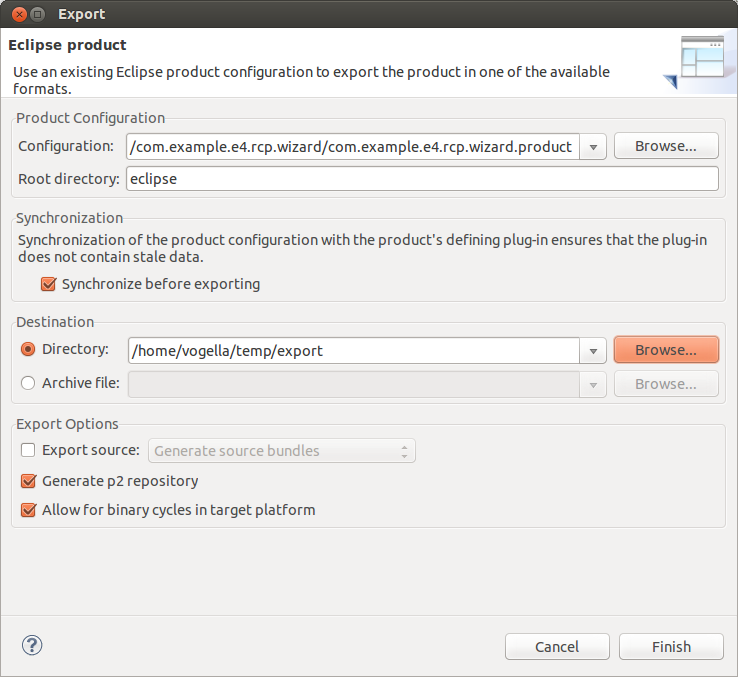 Export
Eclipse product
Use an existing Eclipse product configuration to export the product in one of the available
formats.
Product Configuration
Configuration: /com.example.e4.rcp.wizard/com.example.e4.rcp.wizard.product Browse...
Root directory: eclipse
Synchronization
Synchronization of the product configuration with the product's defining plug-in ensures that the plug-in
does not contain stale data.
Synchronize before exporting
Destination
Directory: /home/vogella/temp/export Browse...
Archive file: Browse...
Export Options
Export source: Generate source bundles
Generate p2 repository
Allow for binary cycles in target platform
? Cancel Finish